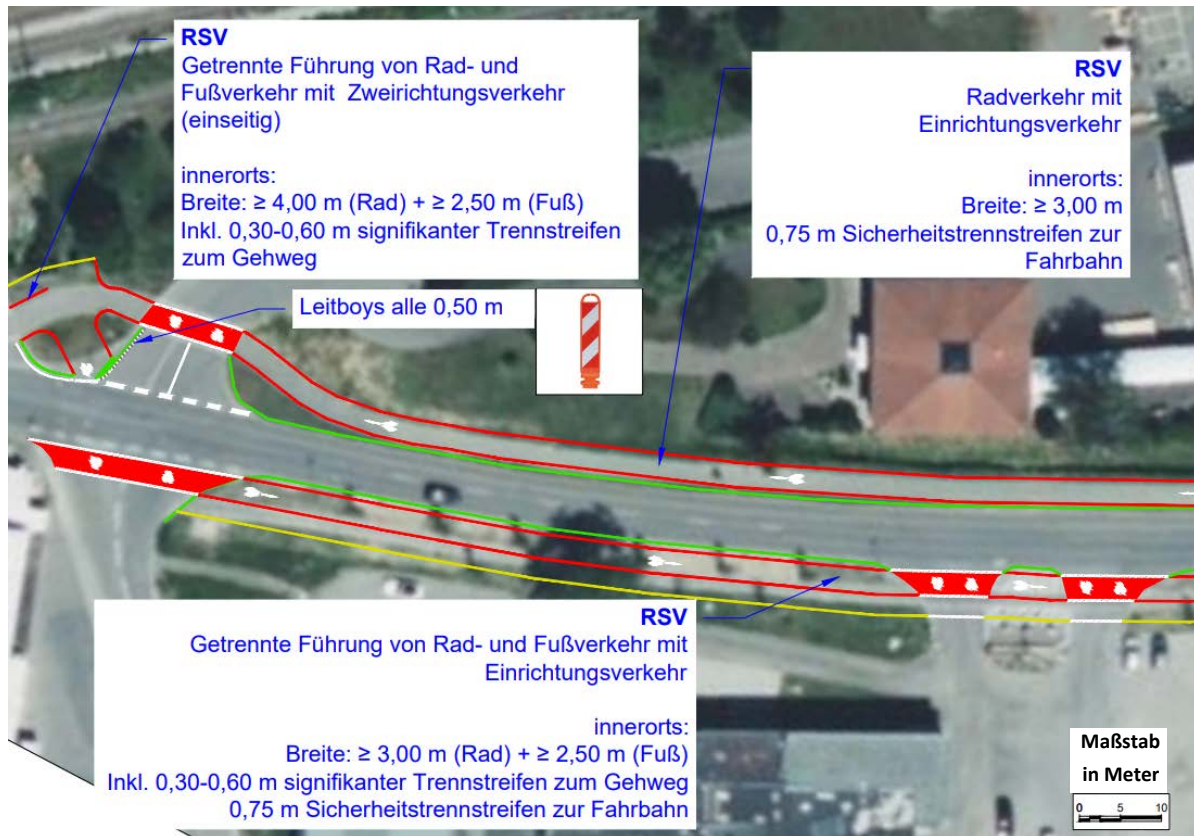 RSV
Getrennte Führung von Rad- und
Fußverkehr mit Zweirichtungsverkehr
(einseitig)
innerorts:
Breite: ≥ 4,00 m (Rad) + ≥ 2,50 m (Fuß)
Inkl. 0,30-0,60 m signifikanter Trennstreifen
zum Gehweg
RSV
Radverkehr mit
Einrichtungsverkehr
innerorts:
Breite: ≥ 3,00 m
0,75 m Sicherheitstrennstreifen zur
Fahrbahn
Leitboys alle 0,50 m
RSV
Getrennte Führung von Rad- und Fußverkehr mit
Einrichtungsverkehr
innerorts:
Breite: ≥ 3,00 m (Rad) + ≥ 2,50 m (Fuß)
Inkl. 0,30-0,60 m signifikanter Trennstreifen zum Gehweg
0,75 m Sicherheitstrennstreifen zur Fahrbahn
Maßstab
in Meter
0 5 10